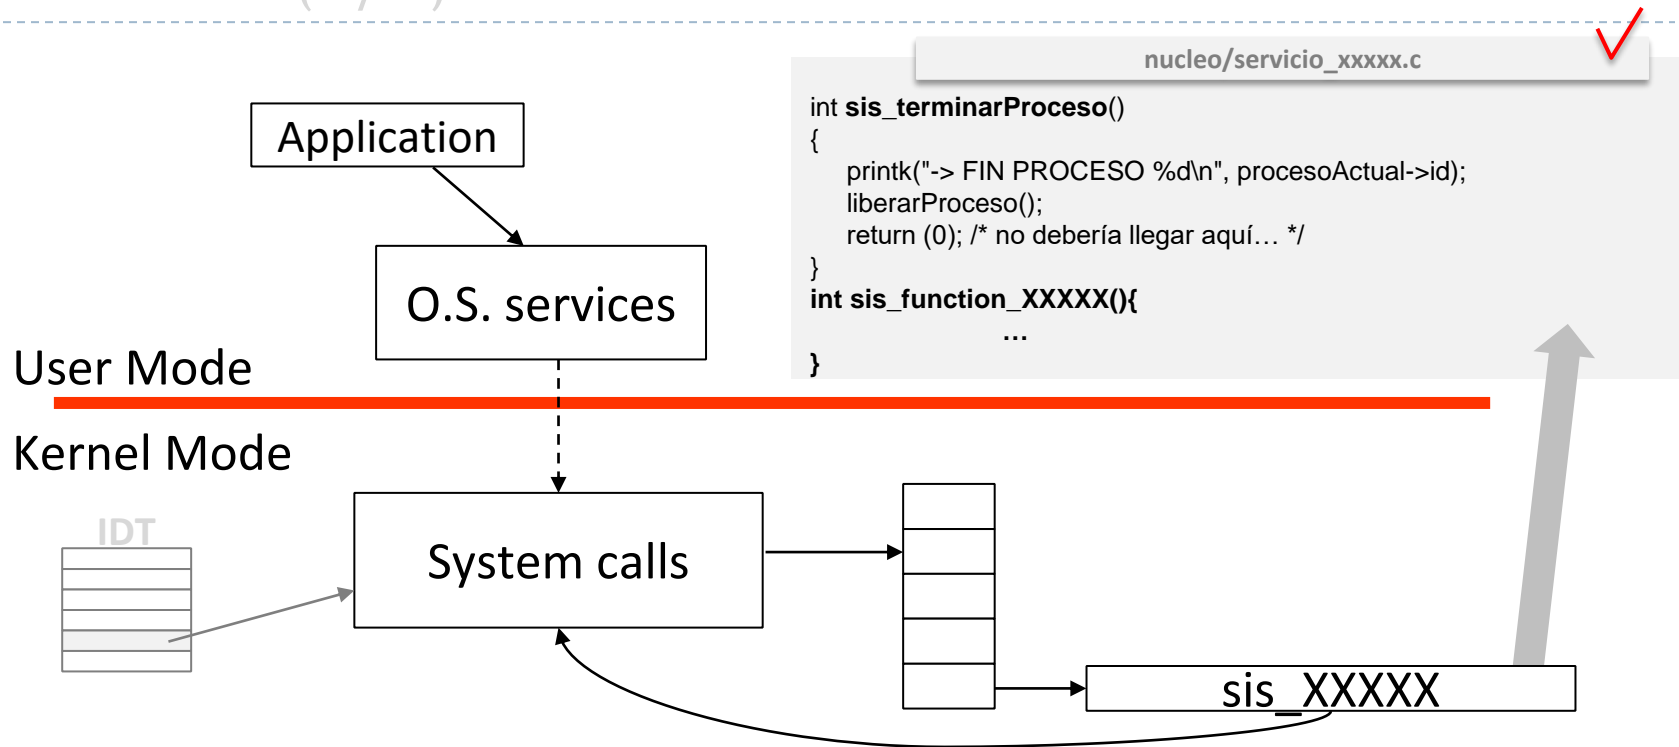 nucleo/servicio_xxxxx.c
int sis_terminarProceso()
{
printk("-> FIN PROCESO %d\n", procesoActual->id);
liberarProceso();
return (0); /* no debería llegar aquí… */
}
int sis_function_XXXXX(){
…
}
Application
O.S. services
User Mode
Kernel Mode
IDT
System calls
sis_XXXXX